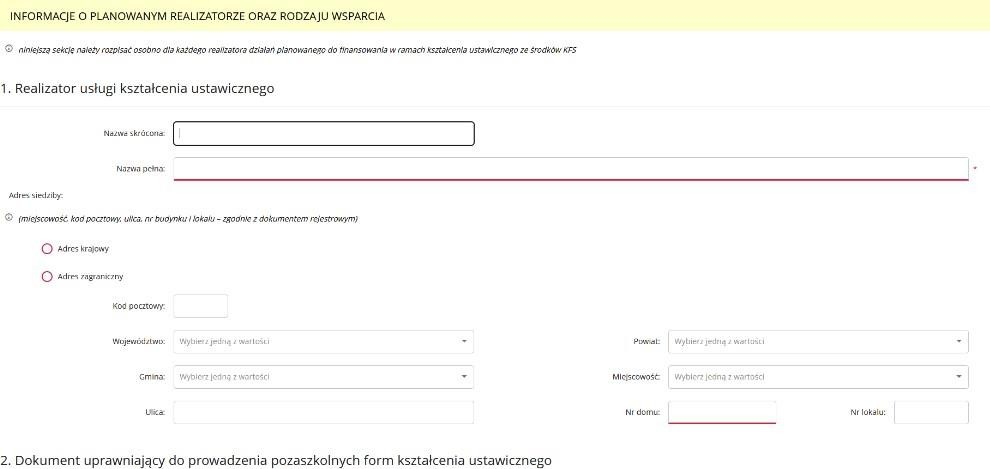 INFORMACJE O PLANOWANYM REALIZATORZE ORAZ RODZAJU WSPARCIA
niniejszą sekcję należy rozpisać osobno dla każdego realizatora działań planowanego do finansowania w ramach kształcenia ustawicznego ze środków KFS
1. Realizator usługi kształcenia ustawicznego
Nazwa skrócona:
Nazwa pełna: *
Adres siedziby:
(miejscowość, kod pocztowy, ulica, nr budynku i lokalu – zgodnie z dokumentem rejestrowym)
Adres krajowy
Adres zagraniczny
Kod pocztowy:
Województwo: Wybierz jedną z wartości Powiat: Wybierz jedną z wartości
Gmina: Wybierz jedną z wartości Miejscowość: Wybierz jedną z wartości
Ulica: Nr domu: Nr lokalu:
2. Dokument uprawniający do prowadzenia pozaszkolnych form kształcenia ustawicznego